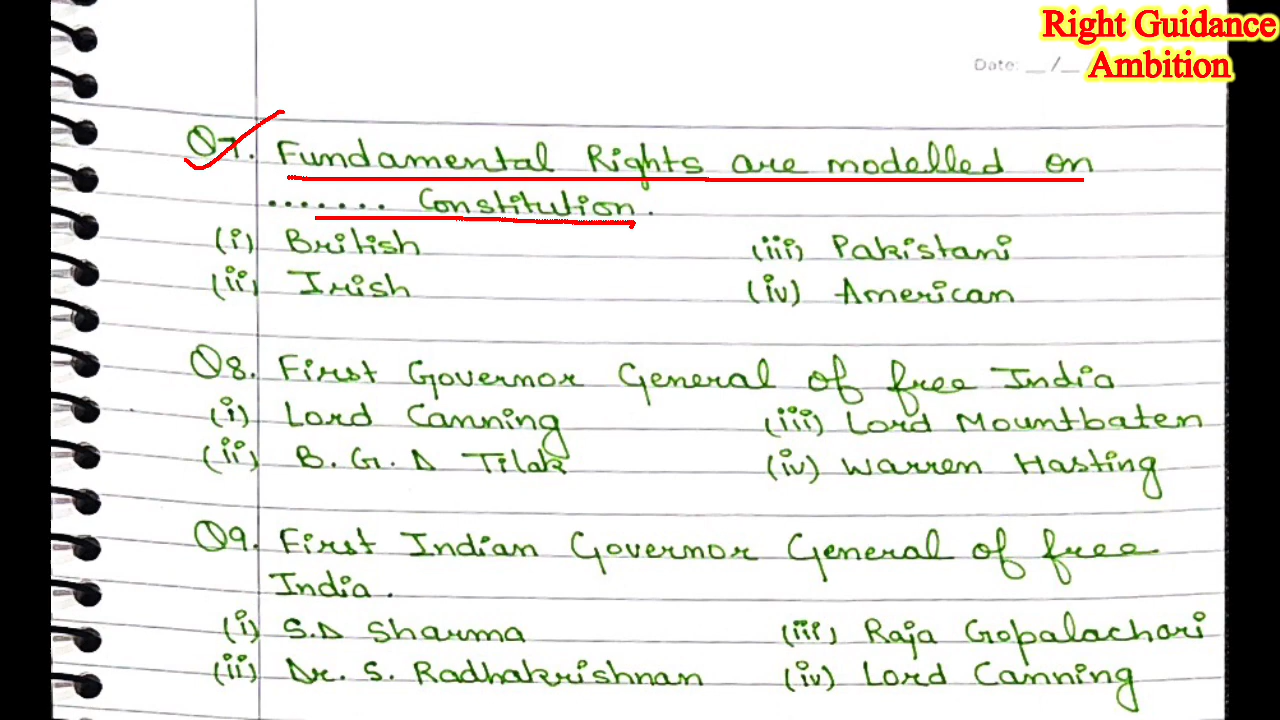 Right Guidance
Ambition
Date: __/__
Q7. Fundamental Rights are modelled on
....... Constitution.
(i) British (iii) Pakistani
(ii) Irish (iv) American
Q8. First Governor General of free India
(i) Lord Canning (iii) Lord Mountbaten
(ii) B. G. D Tilak (iv) Warren Hasting
Q9. First Indian Governor General of free
India.
(i) S.D Sharma (iii) Raja Gopalachari
(ii) Dr. S. Radhakrishnan (iv) Lord Canning